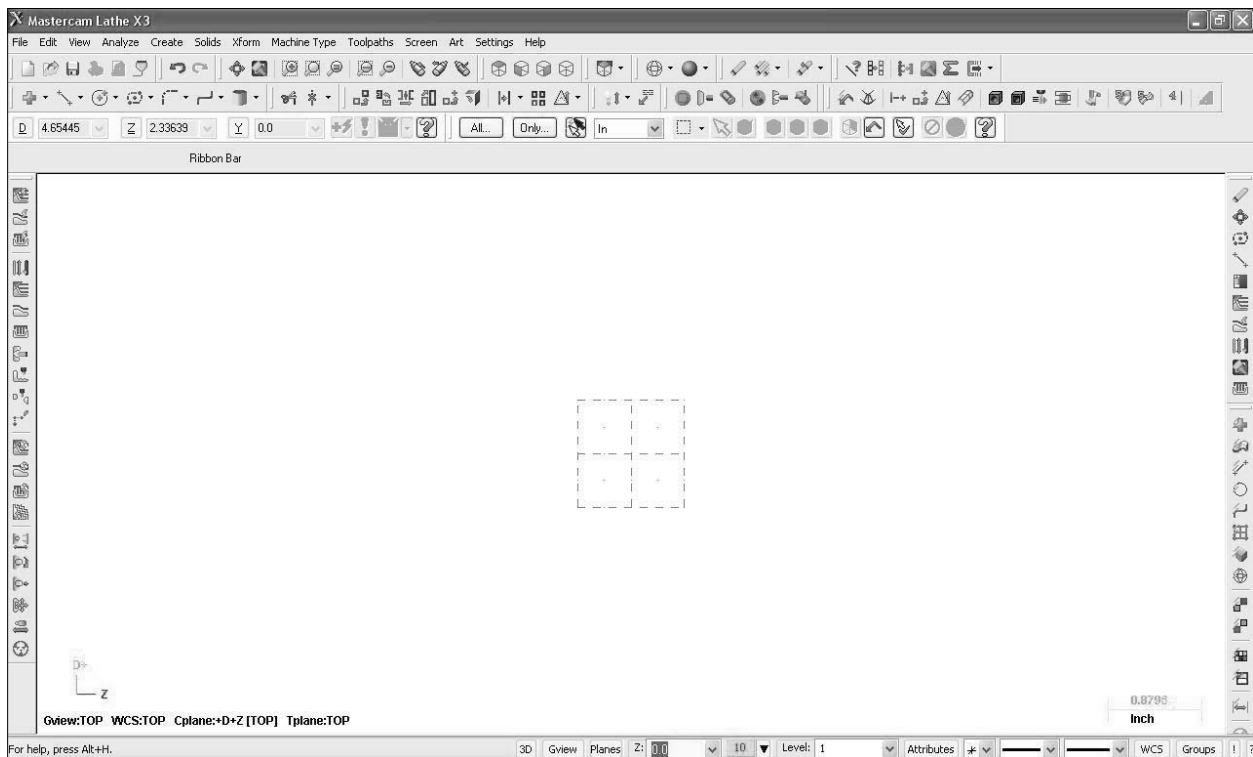 Mastercam Lathe X3
File Edit View Analyze Create Solids Xform Machine Type Toolpaths Screen Art Settings Help
D 4.65445 Z 2.33639 Y 0.0 All... Only... In
Ribbon Bar
D+
Z
0.8796
Inch
Gview:TOP WCS:TOP Cplane:+D+Z [TOP] Tplane:TOP
For help, press Alt+H. 3D Gview Planes Z: 0.0 10 Level: 1 Attributes WCS Groups ! ?